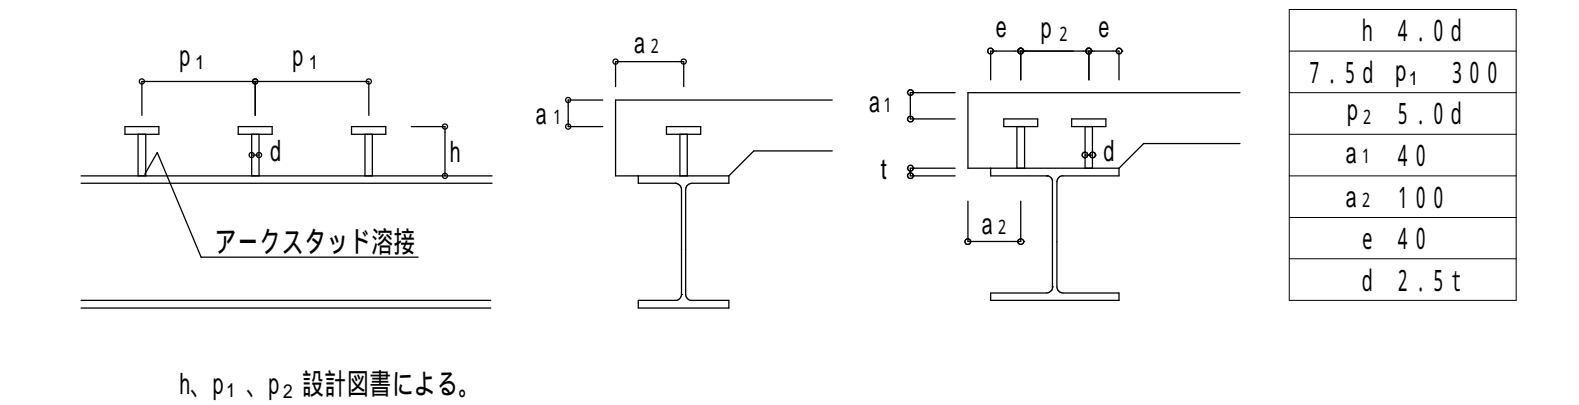 p1 p1
h
d
アークスタッド溶接
a2
a1
e p2 e
a1
d
t
a2
h 4.0d
7.5d p1 300
p2 5.0d
a1 40
a2 100
e 40
d 2.5t
h、p1 、p2 設計図書による。